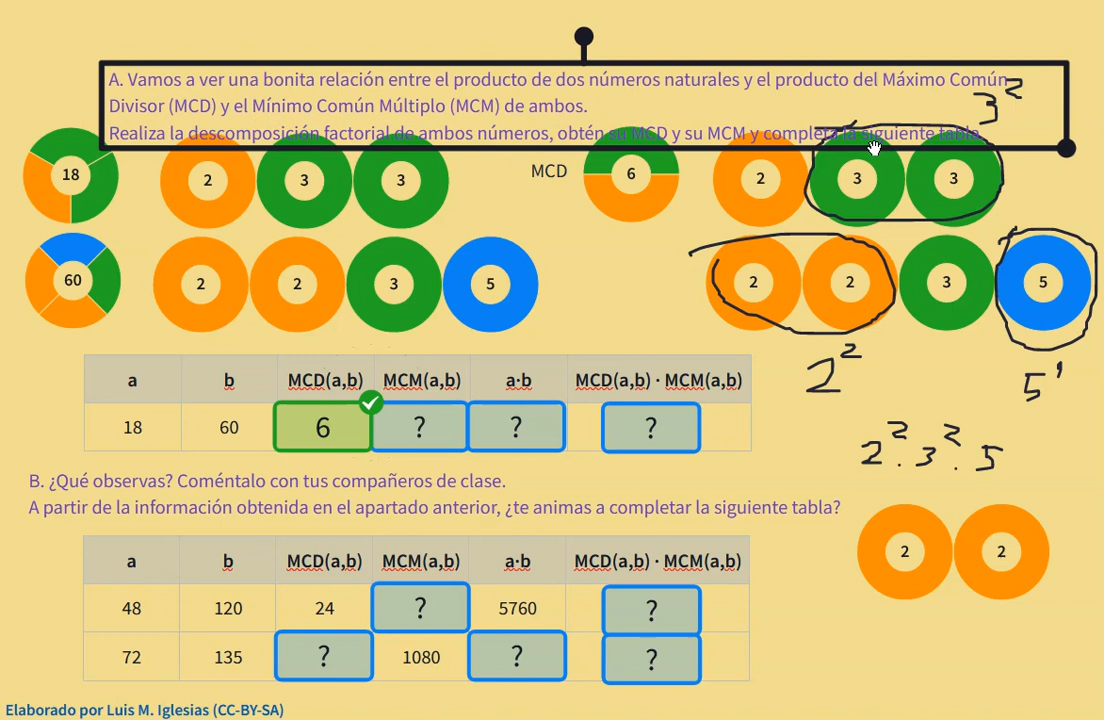 A. Vamos a ver una bonita relación entre el producto de dos números naturales y el producto del Máximo Común
Divisor (MCD) y el Mínimo Común Múltiplo (MCM) de ambos.
3²
Realiza la descomposición factorial de ambos números, obtén su MCD y su MCM y completa la siguiente tabla.
18 2 3 3 MCD 6 2 3 3
60 2 2 3 5 2 2 3 5
2² 5¹
a b MCD(a,b) MCM(a,b) a·b MCD(a,b) · MCM(a,b)
18 60 6 ? ? ?
2² . 3² . 5
B. ¿Qué observas? Coméntalo con tus compañeros de clase.
A partir de la información obtenida en el apartado anterior, ¿te animas a completar la siguiente tabla?
2 2
a b MCD(a,b) MCM(a,b) a·b MCD(a,b) · MCM(a,b)
48 120 24 ? 5760 ?
72 135 ? 1080 ? ?
Elaborado por Luis M. Iglesias (CC-BY-SA)